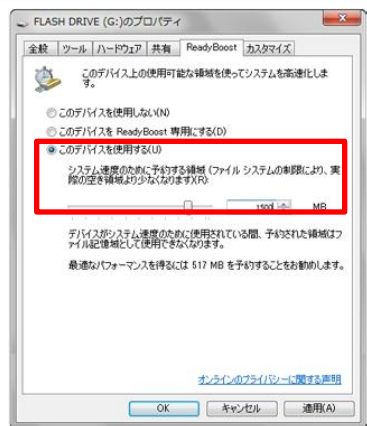 FLASH DRIVE (G:)のプロパティ
全般 ツール ハードウェア 共有 ReadyBoost カスタマイズ
このデバイス上の使用可能な領域を使ってシステムを高速化しま
す。
このデバイスを使用しない(N)
このデバイスを ReadyBoost 専用にする(D)
このデバイスを使用する(U)
システム速度のために予約する領域 (ファイル システムの制限により、実
際の空き領域より少なくなります)(R):
1500 MB
デバイスがシステム速度のために使用されている間、予約された領域はフ
ァイル記憶域として使用できなくなります。
最適なパフォーマンスを得るには 517 MB を予約することをお勧めします。
オンラインのプライバシーに関する声明
OK キャンセル 適用(A)